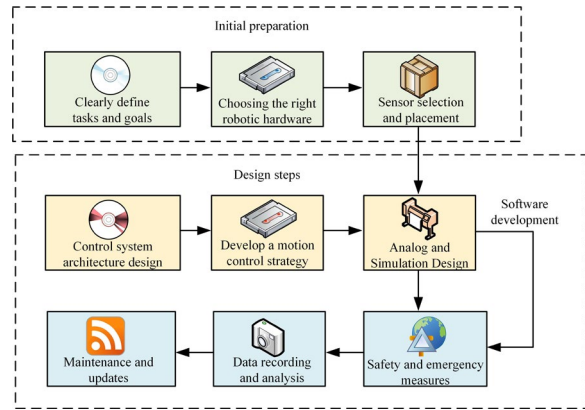 Initial preparation
Clearly define
tasks and goals
Choosing the right
robotic hardware
Sensor selection
and placement
Design steps
Software
development
Control system
architecture design
Develop a motion
control strategy
Analog and
Simulation Design
Maintenance and
updates
Data recording
and analysis
Safety and emergency
measures